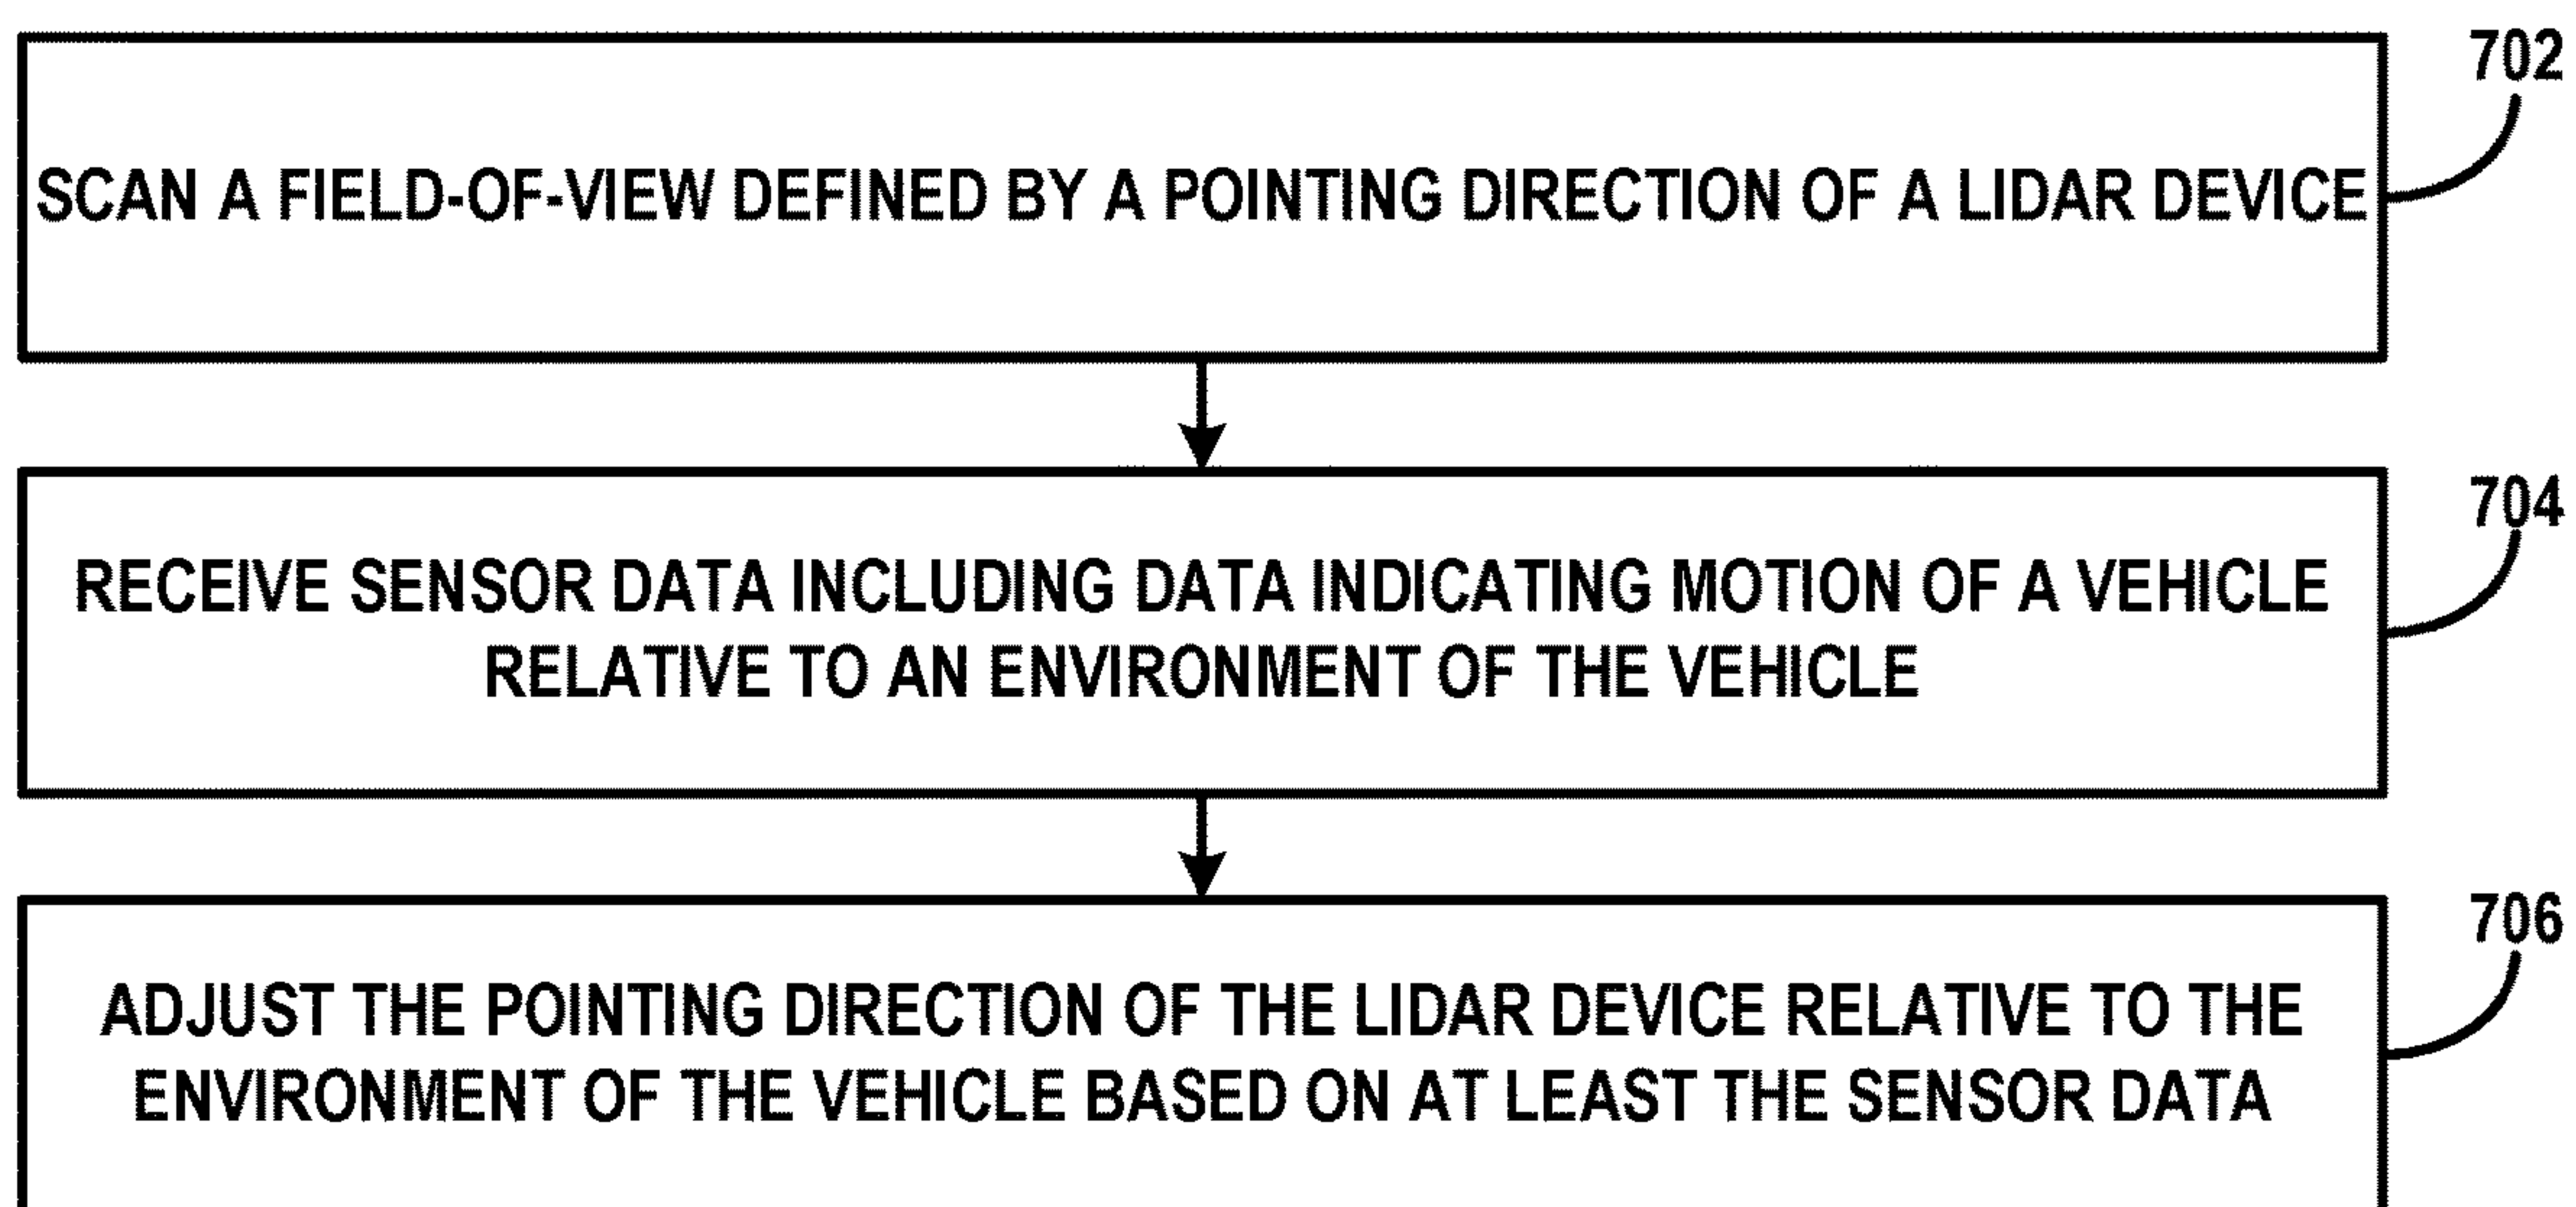 702
SCAN A FIELD-OF-VIEW DEFINED BY A POINTING DIRECTION OF A LIDAR DEVICE
704
RECEIVE SENSOR DATA INCLUDING DATA INDICATING MOTION OF A VEHICLE
RELATIVE TO AN ENVIRONMENT OF THE VEHICLE
706
ADJUST THE POINTING DIRECTION OF THE LIDAR DEVICE RELATIVE TO THE
ENVIRONMENT OF THE VEHICLE BASED ON AT LEAST THE SENSOR DATA